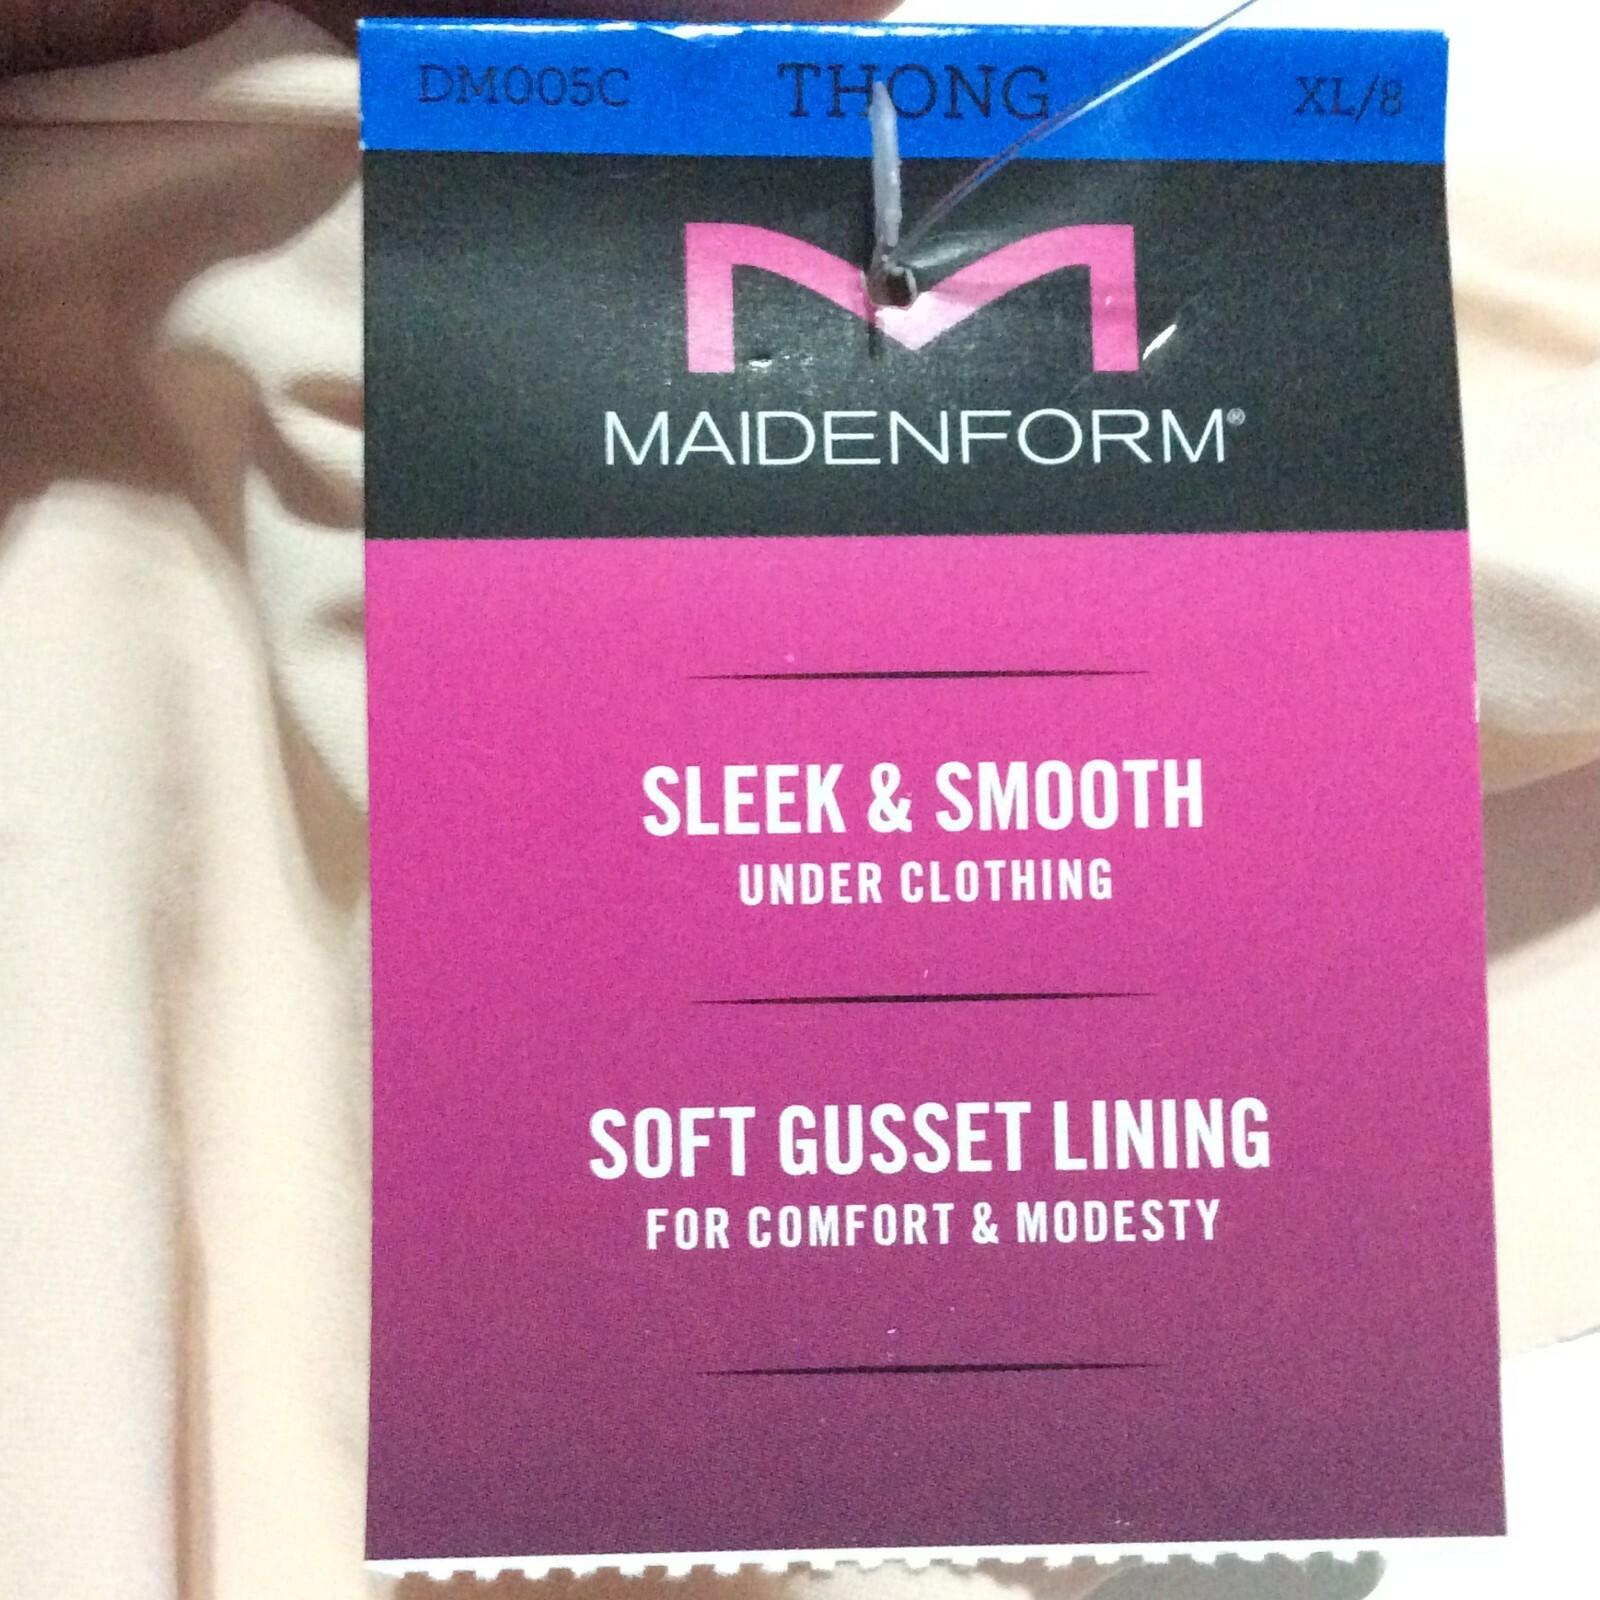 DM005C THONG XL/8
MAIDENFORM®
SLEEK & SMOOTH
UNDER CLOTHING
SOFT GUSSET LINING
FOR COMFORT & MODESTY